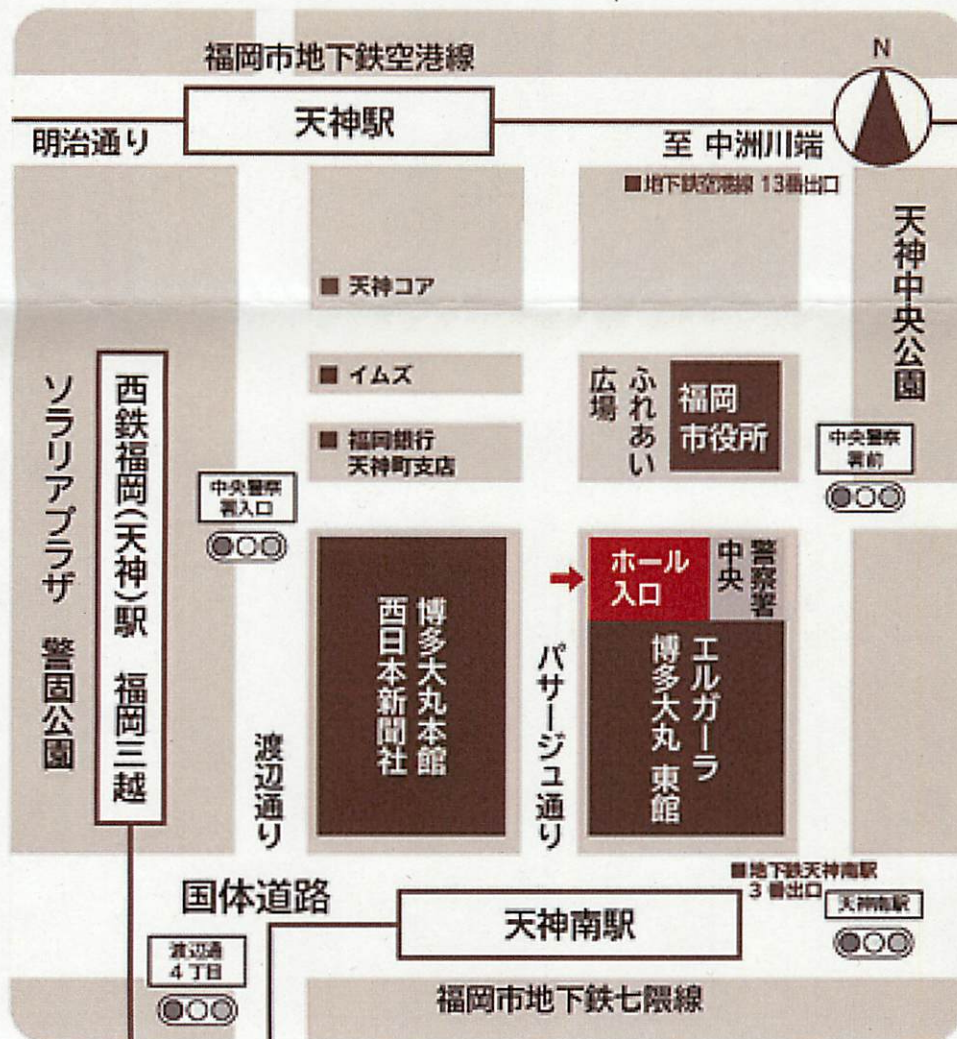 福岡市地下鉄空港線
N
天神駅
明治通り
至 中洲川端
■地下鉄空港線 13番出口
天神中央公園
■ 天神コア
■ イムズ
■ 福岡銀行
天神町支店
ふれあい
広場
福岡
市役所
中央警察
署前
ソラリアプラザ 警固公園
西鉄福岡(天神)駅 福岡三越
中央警察
署入口
博多大丸本館
西日本新聞社
ホール
入口
中央
警察署
エルガーラ
博多大丸 東館
パサージュ通り
渡辺通り
国体道路
■地下鉄天神南駅
3番出口
天神南駅
天神南駅
渡辺通
4丁目
福岡市地下鉄七隈線